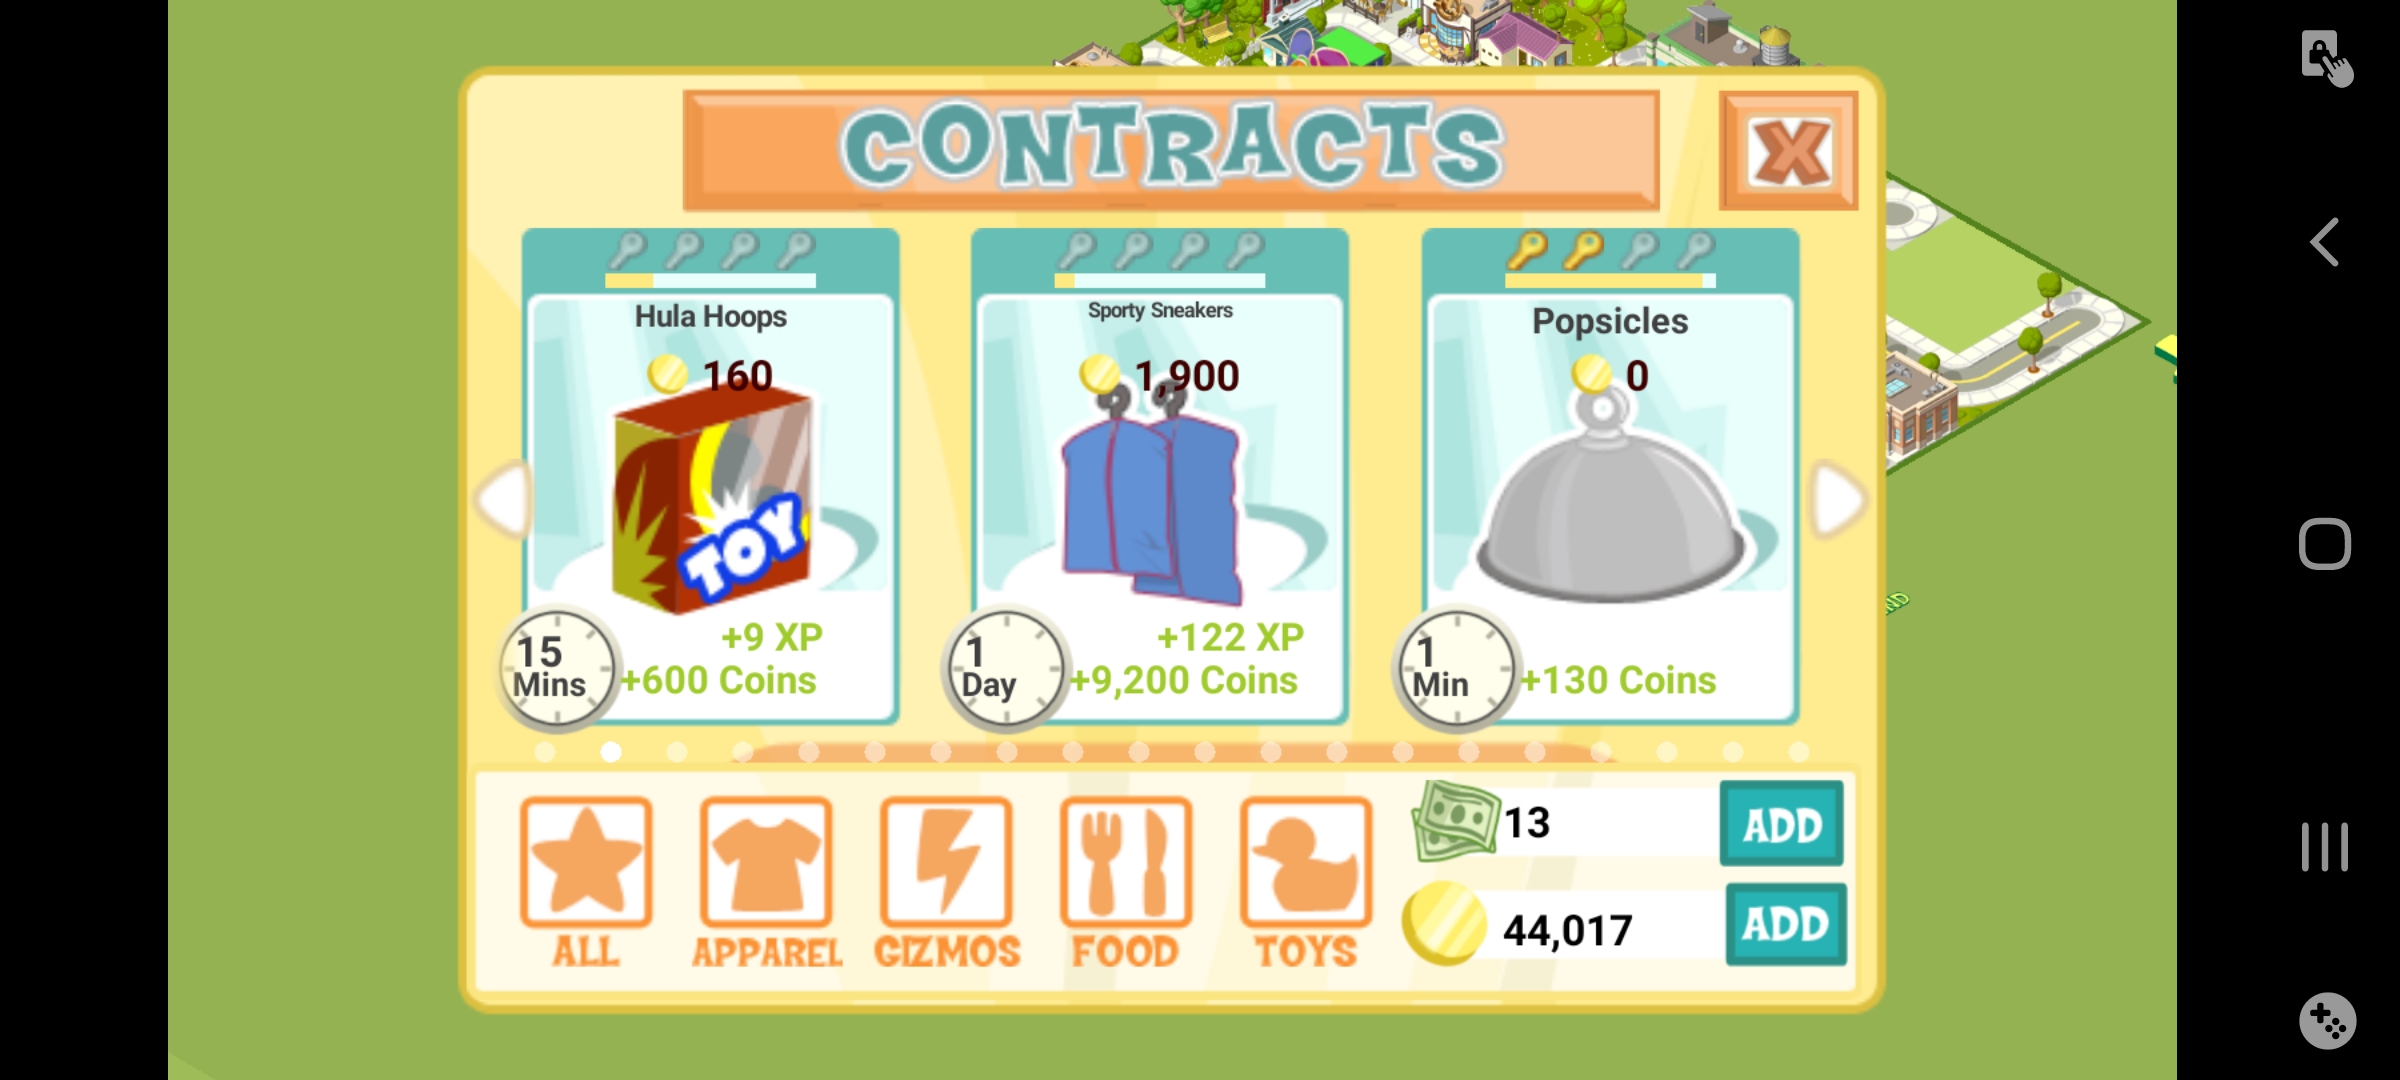 CONTRACTS
X
Hula Hoops
160
TOY
15
Mins
+9 XP
+600 Coins
Sporty Sneakers
1,900
1
Day
+122 XP
+9,200 Coins
Popsicles
0
1
Min
+130 Coins
ALL
APPAREL
GIZMOS
FOOD
TOYS
13
ADD
44,017
ADD